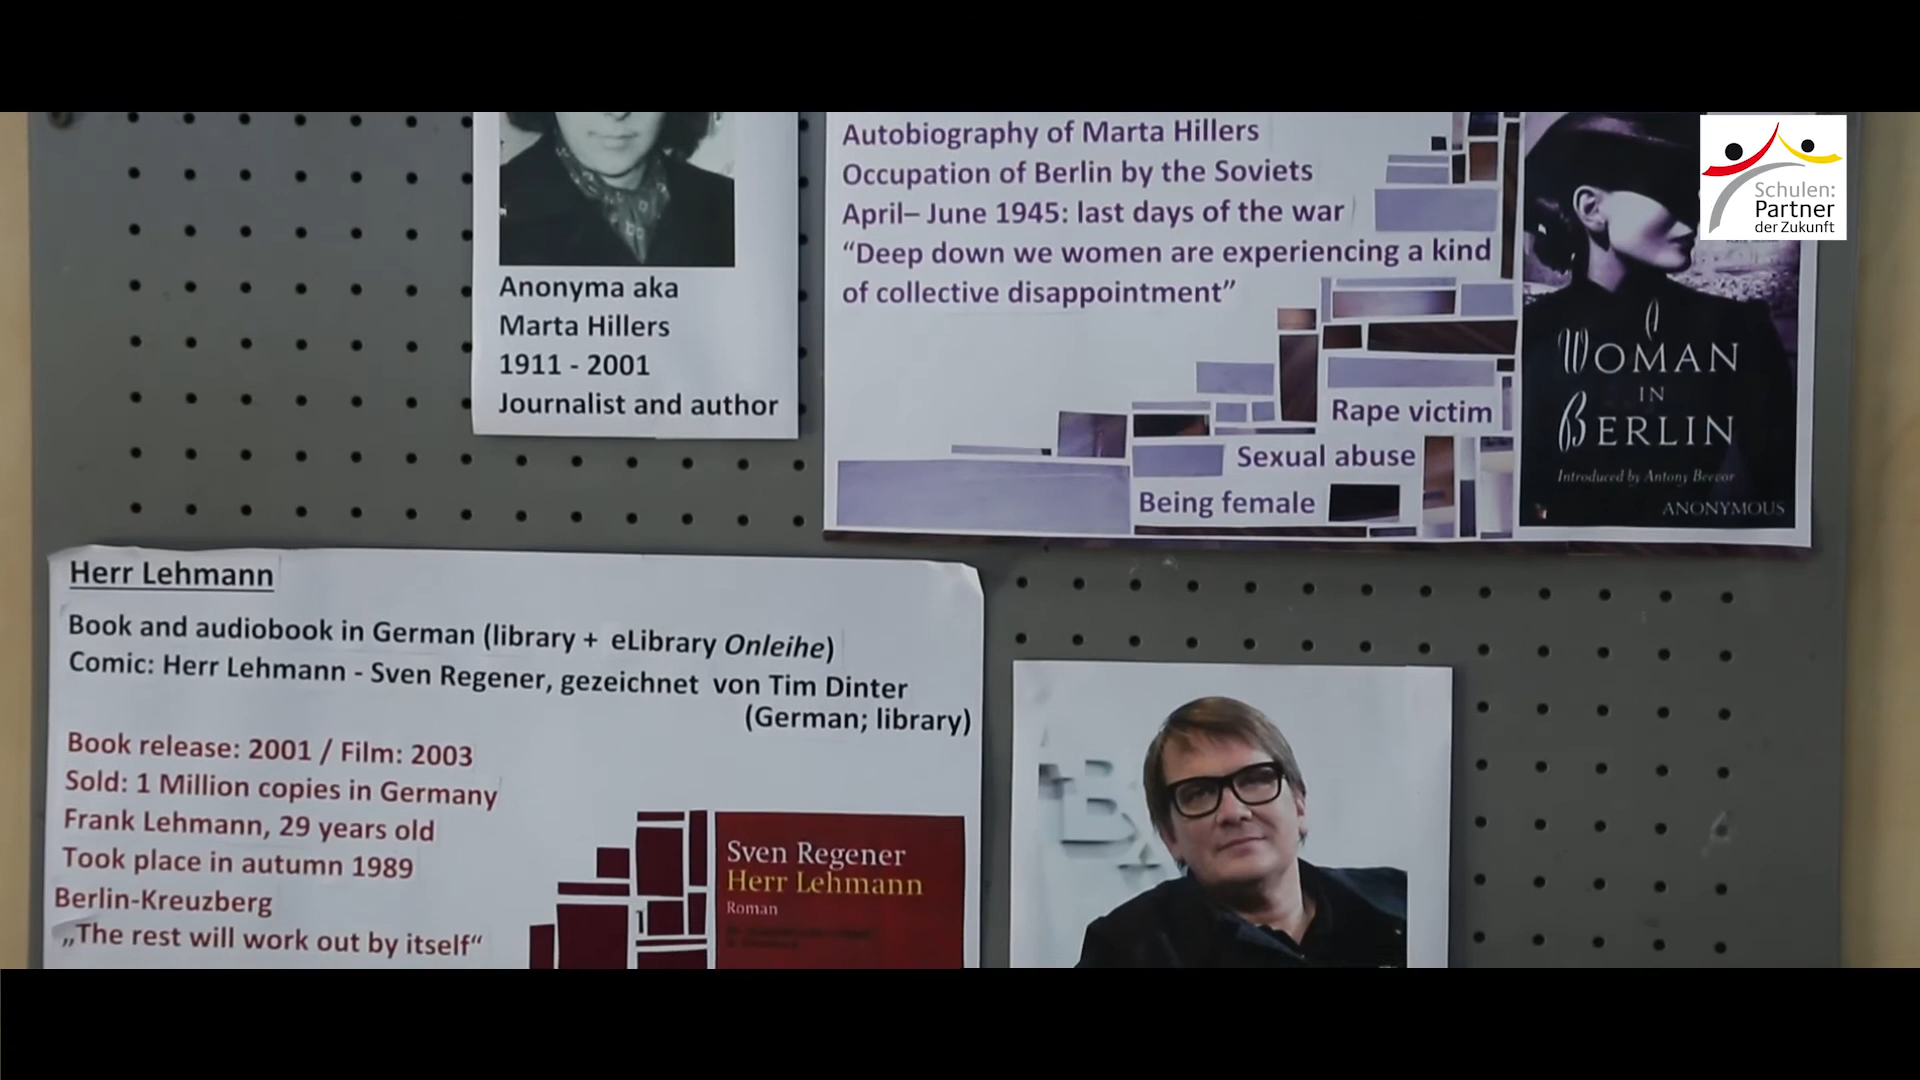 Schulen:
Partner
der Zukunft
Anonyma aka
Marta Hillers
1911 - 2001
Journalist and author
Autobiography of Marta Hillers
Occupation of Berlin by the Soviets
April– June 1945: last days of the war
“Deep down we women are experiencing a kind
of collective disappointment”
Rape victim
Sexual abuse
Being female
A
WOMAN
IN
BERLIN
Introduced by Antony Beevor
ANONYMOUS
Herr Lehmann
Book and audiobook in German (library + eLibrary Onleihe)
Comic: Herr Lehmann - Sven Regener, gezeichnet von Tim Dinter
(German; library)
Book release: 2001 / Film: 2003
Sold: 1 Million copies in Germany
Frank Lehmann, 29 years old
Took place in autumn 1989
Berlin-Kreuzberg
„The rest will work out by itself“
Sven Regener
Herr Lehmann
Roman